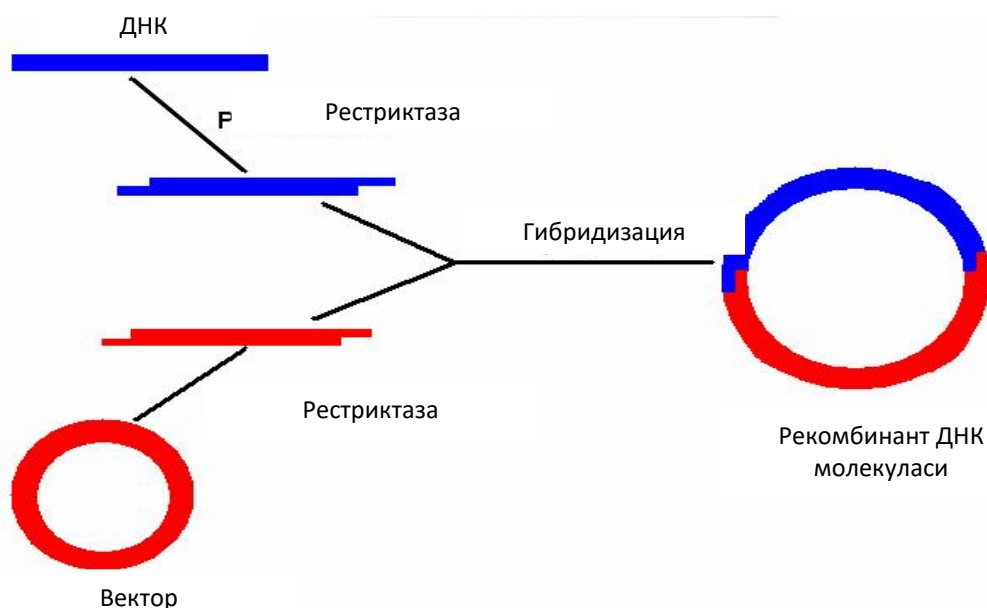 ДНК
Р
Рестриктаза
Гибридизация
Рестриктаза
Рекомбинант ДНК
молекуласи
Вектор